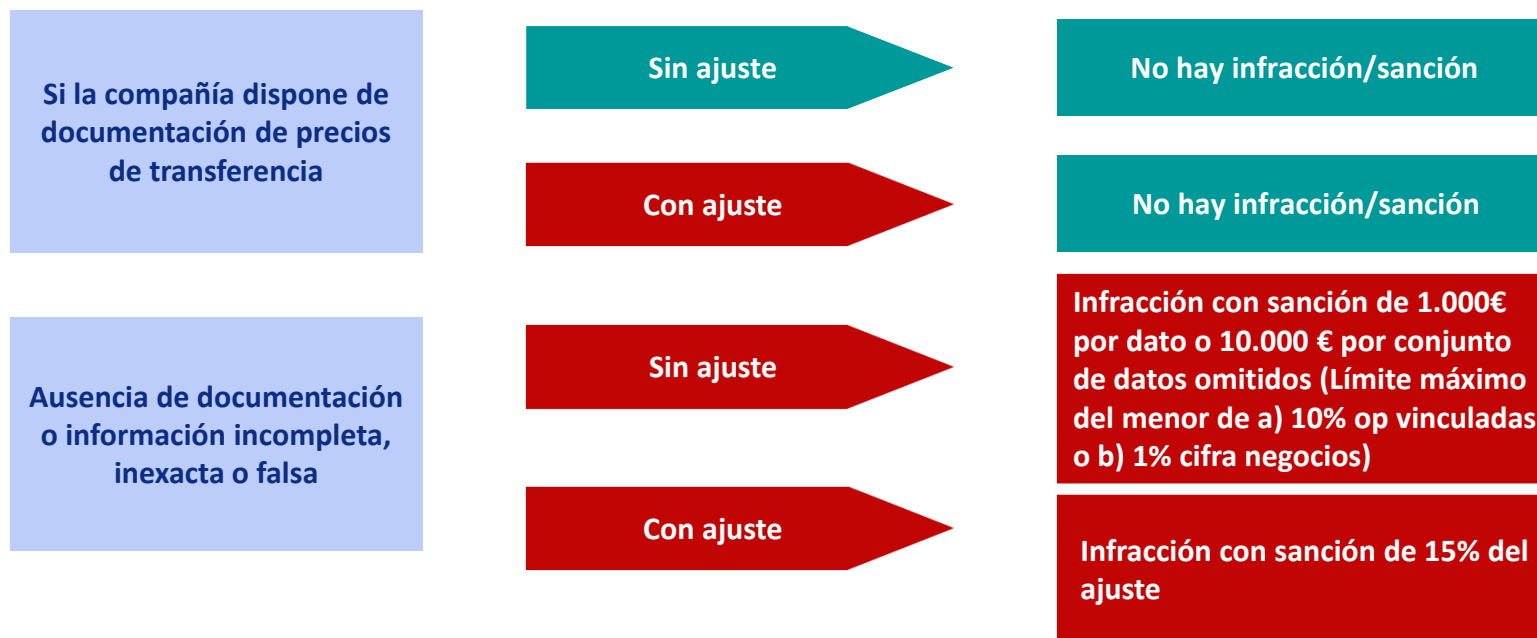 Si la compañía dispone de
documentación de precios
de transferencia
Sin ajuste
No hay infracción/sanción
Con ajuste
No hay infracción/sanción
Ausencia de documentación
o información incompleta,
inexacta o falsa
Sin ajuste
Infracción con sanción de 1.000€
por dato o 10.000 € por conjunto
de datos omitidos (Límite máximo
del menor de a) 10% op vinculadas
o b) 1% cifra negocios)
Con ajuste
Infracción con sanción de 15% del
ajuste